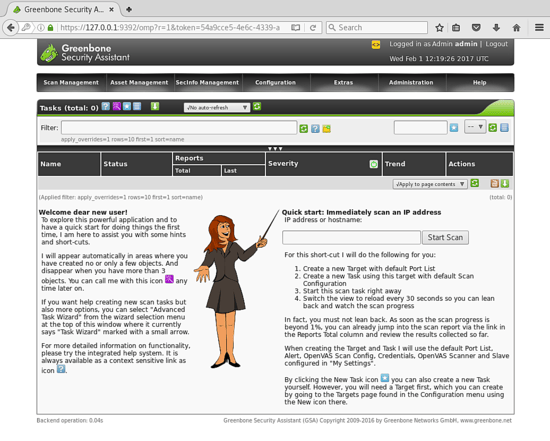 Greenbone Security A...
https://127.0.0.1:9392/omp?r=1&token=54a9cce5-4e6c-4339-a
Search
Greenbone
Security Assistant
Logged in as Admin admin | Logout
Wed Feb 1 12:19:26 2017 UTC
Scan Management Asset Management SecInfo Management Configuration Extras Administration Help
Tasks (total: 0) √No auto-refresh
Filter: --
apply_overrides=1 rows=10 first=1 sort=name
Name Status Reports Severity Trend Actions
Total Last
√Apply to page contents
(Applied filter: apply_overrides=1 rows=10 first=1 sort=name) (total: 0)
Welcome dear new user!
To explore this powerful application and to
have a quick start for doing things the first
time, I am here to assist you with some hints
and short-cuts.
I will appear automatically in areas where you
have created no or only a few objects. And
disappear when you have more than 3
objects. You can call me with this icon any
time later on.
If you want help creating new scan tasks but
also more options, you can select "Advanced
Task Wizard" from the wizard selection menu
at the top of this window where it currently
says "Task Wizard" marked with a small arrow.
For more detailed information on functionality,
please try the integrated help system. It is
always available as a context sensitive link as
icon ?.
Quick start: Immediately scan an IP address
IP address or hostname:
Start Scan
For this short-cut I will do the following for you:
1. Create a new Target with default Port List
2. Create a new Task using this target with default Scan
Configuration
3. Start this scan task right away
4. Switch the view to reload every 30 seconds so you can lean
back and watch the scan progress
In fact, you must not lean back. As soon as the scan progress is
beyond 1%, you can already jump into the scan report via the link in
the Reports Total column and review the results collected so far.
When creating the Target and Task I will use the default Port List,
Alert, OpenVAS Scan Config, Credentials, OpenVAS Scanner and Slave
configured in "My Settings".
By clicking the New Task icon you can also create a new Task
yourself. However, you will need a Target first, which you can create
by going to the Targets page found in the Configuration menu using
the New icon there.
Backend operation: 0.04s Greenbone Security Assistant (GSA) Copyright 2009-2016 by Greenbone Networks GmbH, www.greenbone.net